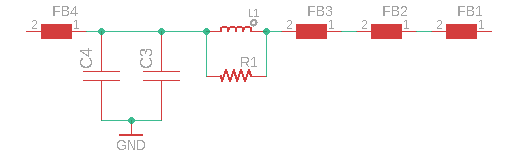 FB4 L1 FB3 FB2 FB1
2 1 2 1 2 1 2 1
C4 C3 R1
GND